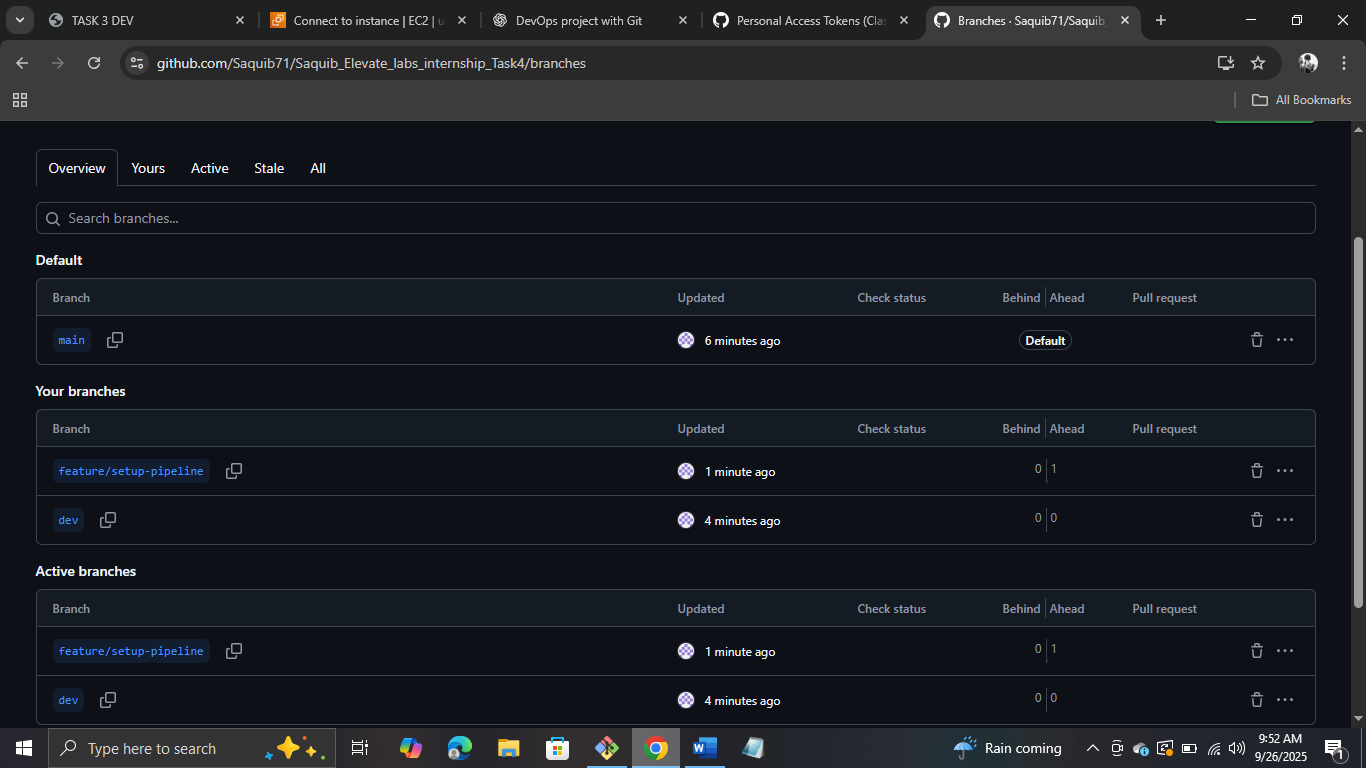 TASK 3 DEV
Connect to instance | EC2 | u
DevOps project with Git
Personal Access Tokens (Clas
Branches · Saquib71/Saquib_
github.com/Saquib71/Saquib_Elevate_labs_internship_Task4/branches
All Bookmarks
Overview Yours Active Stale All
Search branches...
Default
Branch Updated Check status Behind Ahead Pull request
main 6 minutes ago Default
Your branches
Branch Updated Check status Behind Ahead Pull request
feature/setup-pipeline 1 minute ago 0 1
dev 4 minutes ago 0 0
Active branches
Branch Updated Check status Behind Ahead Pull request
feature/setup-pipeline 1 minute ago 0 1
dev 4 minutes ago 0 0
Type here to search
Rain coming
9:52 AM
9/26/2025
1